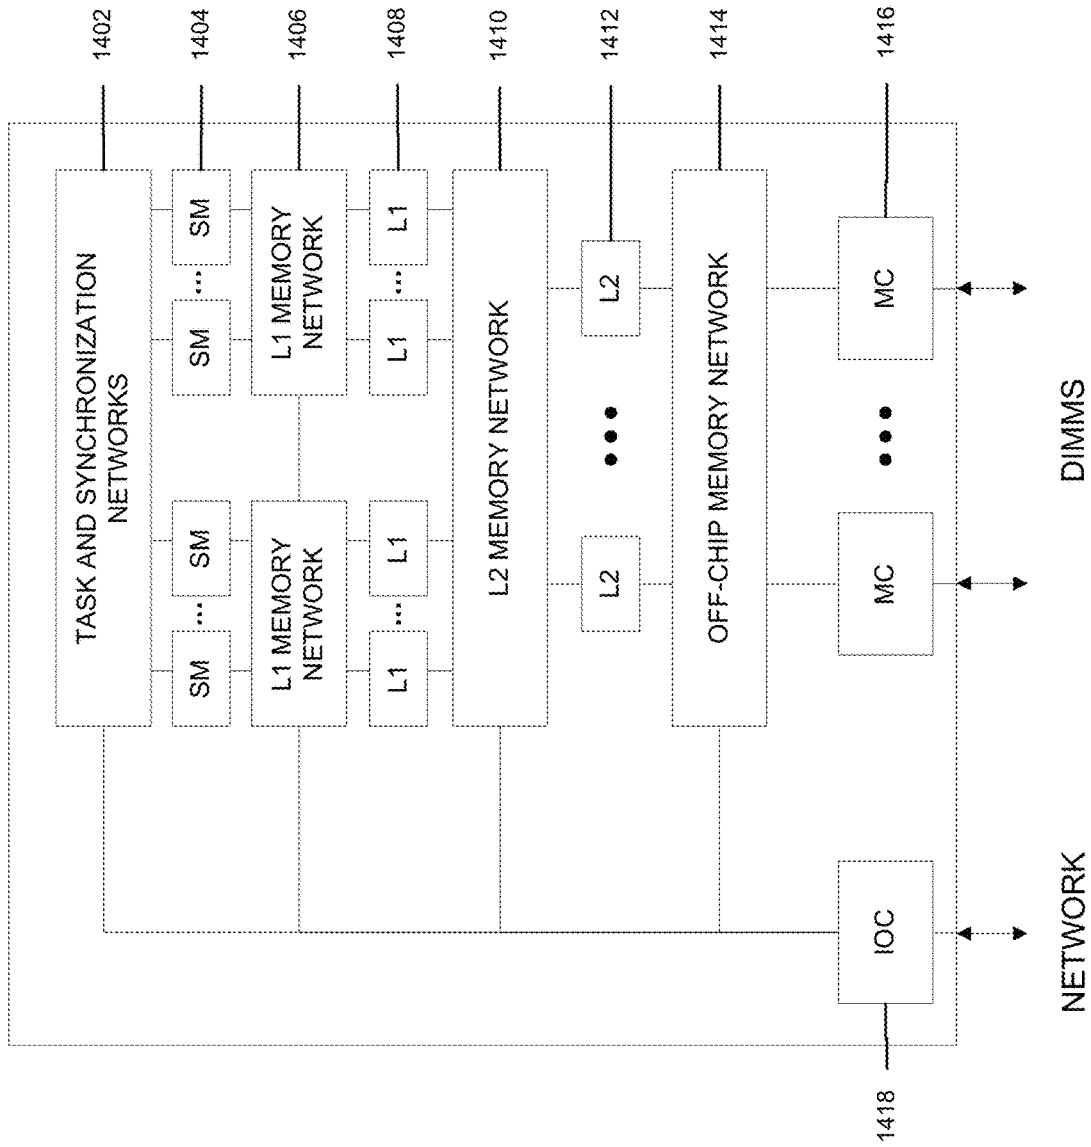 1402
1404
1406
1408
1410
1412
1414
1416
TASK AND SYNCHRONIZATION
NETWORKS
SM
...
SM
SM
...
SM
L1 MEMORY
NETWORK
L1 MEMORY
NETWORK
L1
...
L1
L1
...
L1
L2 MEMORY NETWORK
L2
...
L2
OFF-CHIP MEMORY NETWORK
IOC
MC
...
MC
1418
NETWORK
DIMMS